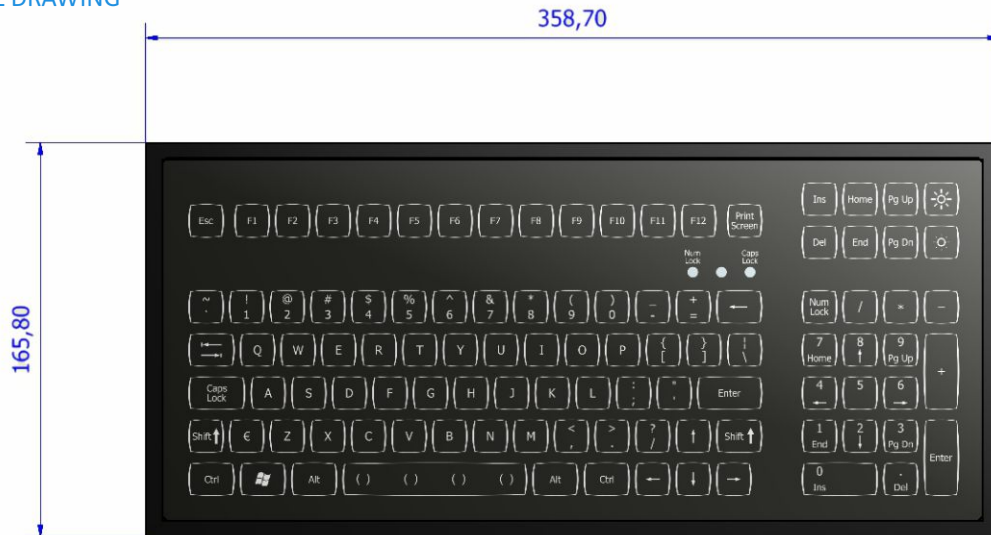 DRAWING
358,70
165,80
Ins Home Pg Up
Esc F1 F2 F3 F4 F5 F6 F7 F8 F9 F10 F11 F12 Print Screen
Del End Pg Dn
Num Lock Caps Lock
~ ` ! 1 @ 2 # 3 $ 4 % 5 ^ 6 & 7 * 8 ( 9 ) 0 _ - + = ← Num Lock / * −
Q W E R T Y U I O P { [ } ] ¦ \ 7 Home 8 ↑ 9 Pg Up +
Caps Lock A S D F G H J K L : ; " ' Enter 4 ← 5 6 →
Shift ↑ € Z X C V B N M < , > . ? / ↑ Shift ↑ 1 End 2 ↓ 3 Pg Dn Enter
Ctrl Alt ( ) ( ) ( ) ( ) Alt Ctrl ← ↓ → 0 Ins . Del